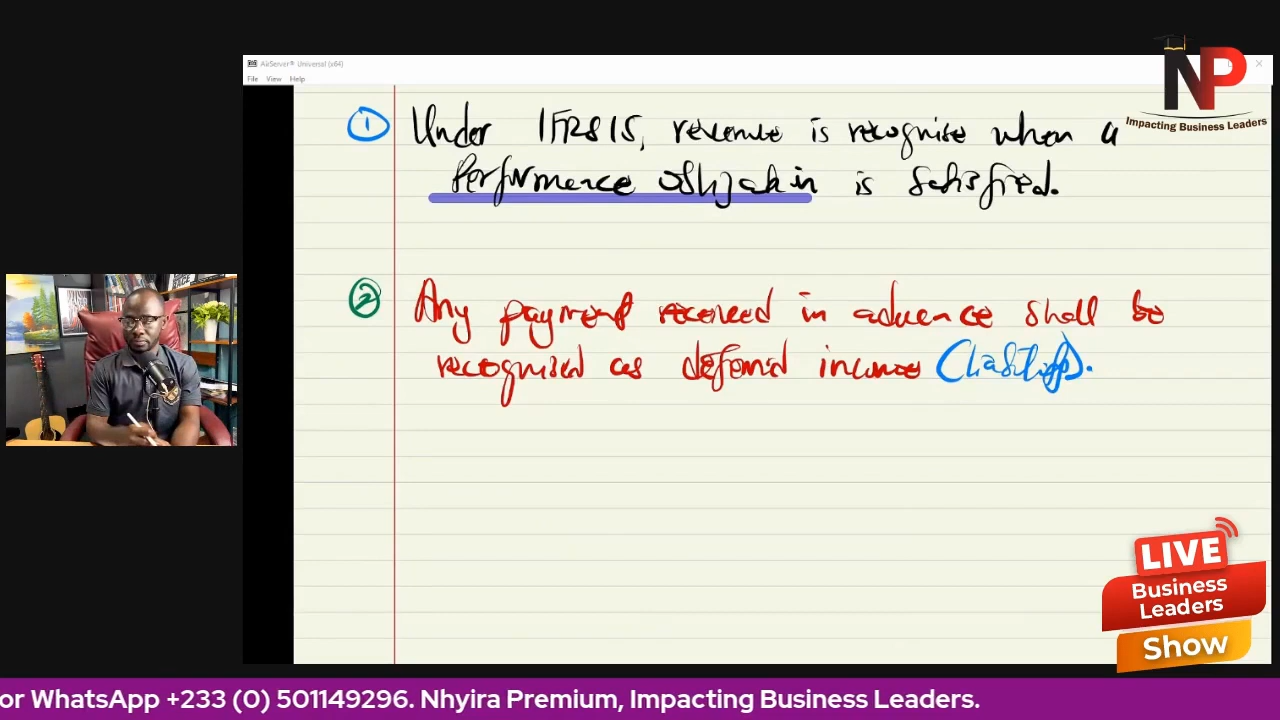 AirServer® Universal (x64)
File View Help
NP
Impacting Business Leaders
1 Under IFRS 15, revenue is recognise when a
Performance obligation is satisfied.
2 Any payment received in advance shall be
recognised as deferred income (liability).
LIVE
Business
Leaders
Show
or WhatsApp +233 (0) 501149296. Nhyira Premium, Impacting Business Leaders.